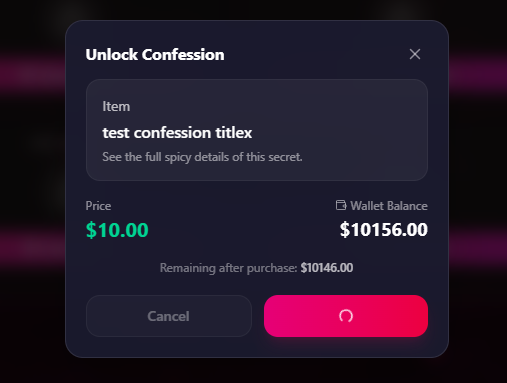 Unlock Confession
Item
test confession titlex
See the full spicy details of this secret.
Price
Wallet Balance
$10.00
$10156.00
Remaining after purchase: $10146.00
Cancel